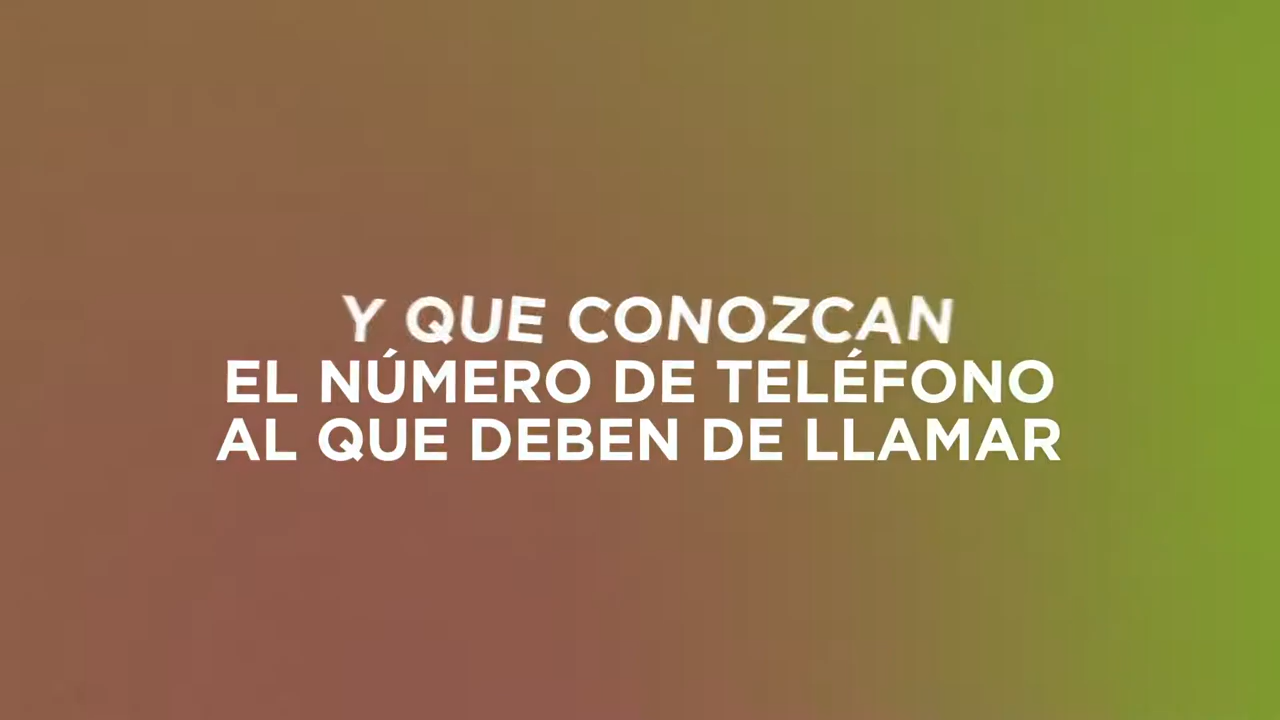 Y QUE CONOZCAN
EL NÚMERO DE TELÉFONO
AL QUE DEBEN DE LLAMAR